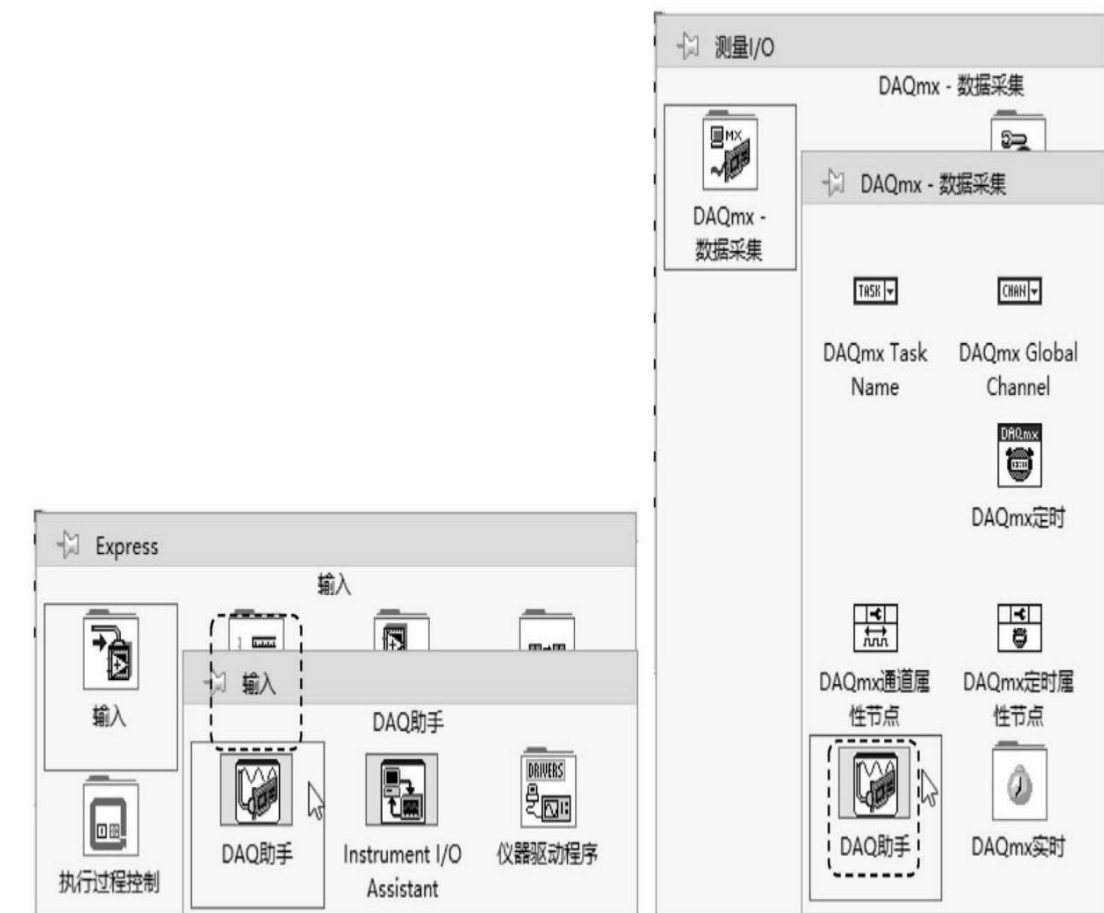 测量I/O
DAQmx - 数据采集
MX
DAQmx -
数据采集
DAQmx - 数据采集
TASK
CHAN
DAQmx Task
Name
DAQmx Global
Channel
DAQmx
DAQmx定时
DAQmx通道属
性节点
DAQmx定时属
性节点
DAQ助手
DAQmx实时
Express
输入
输入
执行过程控制
输入
DAQ助手
DAQ助手
Instrument I/O
Assistant
DRIVERS
仪器驱动程序